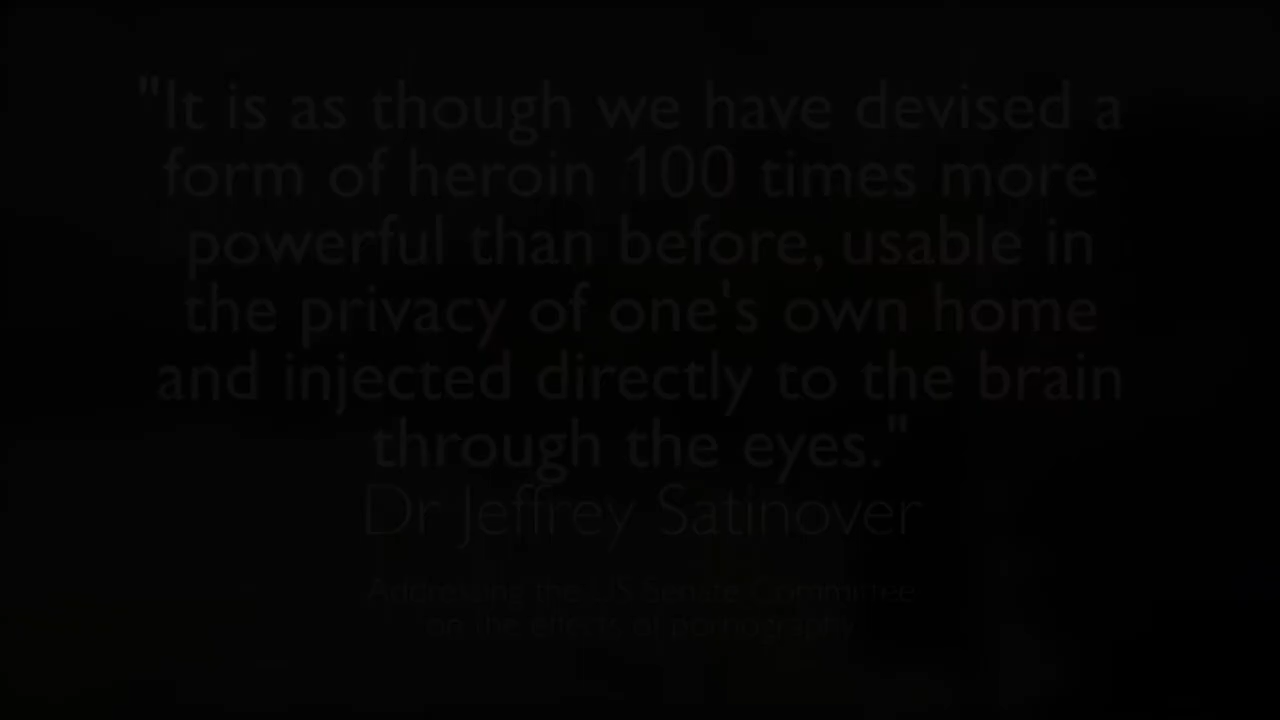 "It is as though we have devised a
form of heroin 100 times more
powerful than before, usable in
the privacy of one's own home
and injected directly to the brain
through the eyes."
Dr Jeffrey Satinover
Addressing the US Senate Committee
on the effects of pornography